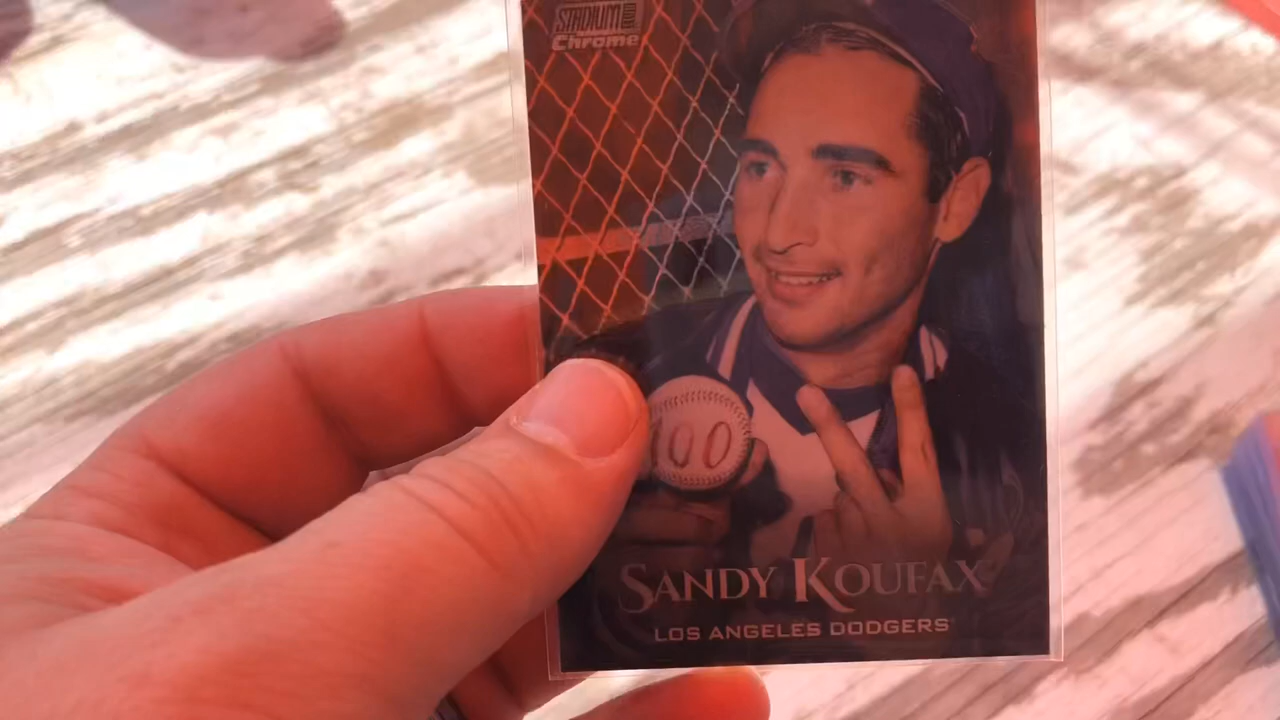 STADIUM CLUB
Chrome
100
SANDY KOUFAX
LOS ANGELES DODGERS